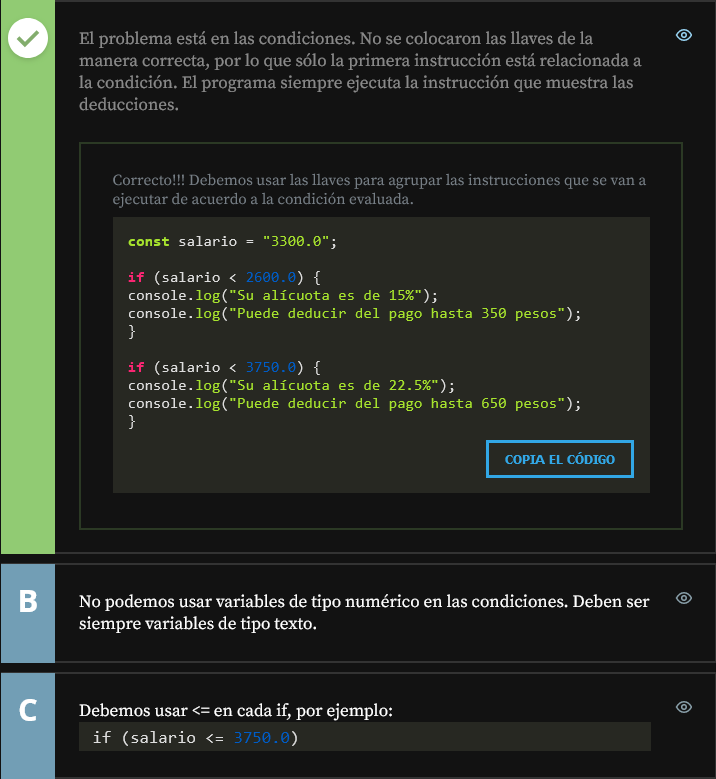 El problema está en las condiciones. No se colocaron las llaves de la
manera correcta, por lo que sólo la primera instrucción está relacionada a
la condición. El programa siempre ejecuta la instrucción que muestra las
deducciones.
Correcto!!! Debemos usar las llaves para agrupar las instrucciones que se van a
ejecutar de acuerdo a la condición evaluada.
const salario = "3300.0";
if (salario < 2600.0) {
console.log("Su alícuota es de 15%");
console.log("Puede deducir del pago hasta 350 pesos");
}
if (salario < 3750.0) {
console.log("Su alícuota es de 22.5%");
console.log("Puede deducir del pago hasta 650 pesos");
}
COPIA EL CÓDIGO
B
No podemos usar variables de tipo numérico en las condiciones. Deben ser
siempre variables de tipo texto.
C
Debemos usar <= en cada if, por ejemplo:
if (salario <= 3750.0)